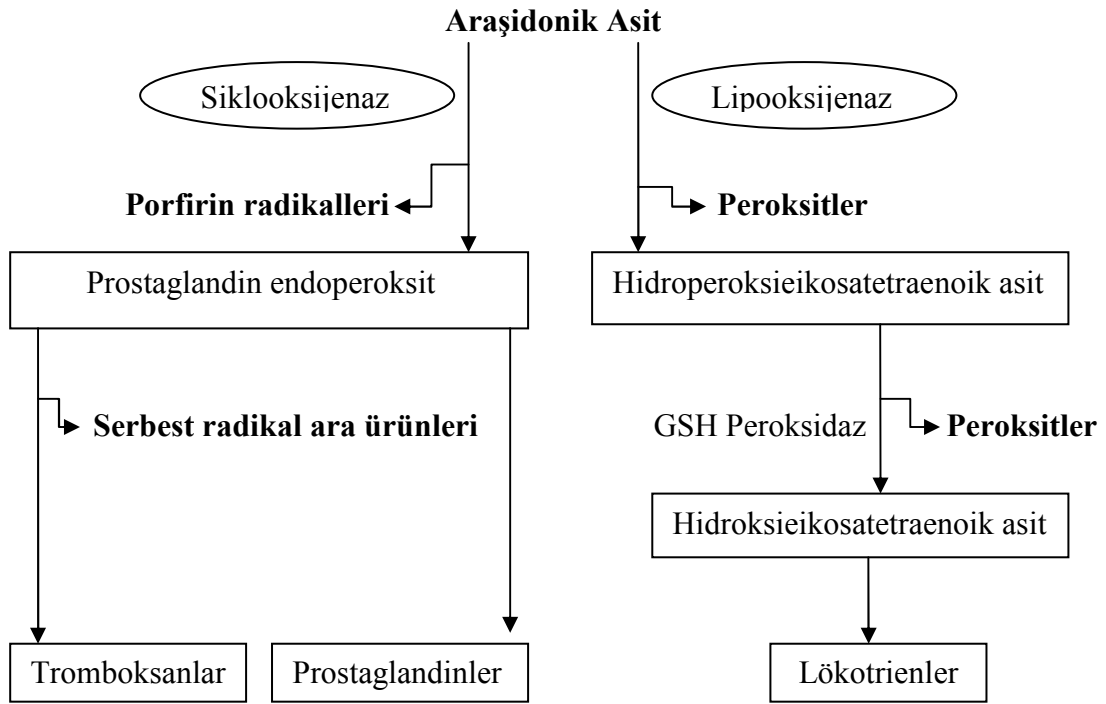 Araşidonik Asit
Siklooksijenaz
Lipooksijenaz
Porfirin radikalleri
Peroksitler
Prostaglandin endoperoksit
Hidroperoksieikosatetraenoik asit
Serbest radikal ara ürünleri
GSH Peroksidaz
Peroksitler
Hidroksieikosatetraenoik asit
Tromboksanlar
Prostaglandinler
Lökotrienler